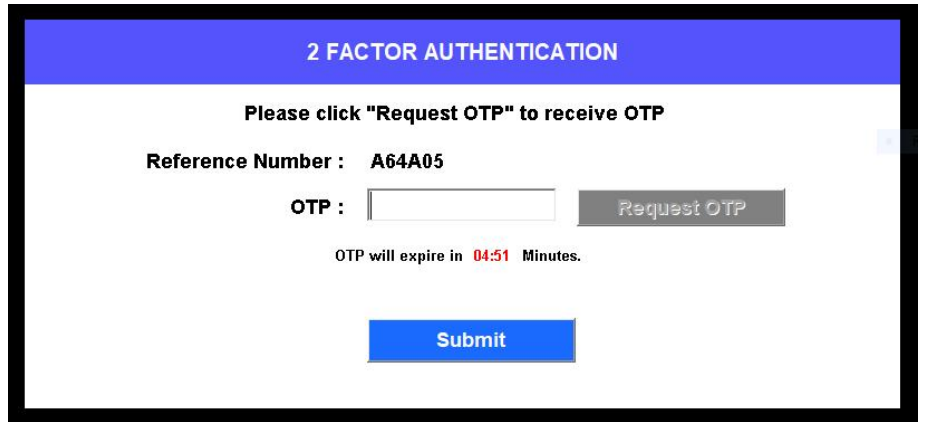 2 FACTOR AUTHENTICATION
Please click "Request OTP" to receive OTP
Reference Number : A64A05
OTP : Request OTP
OTP will expire in 04:51 Minutes.
Submit